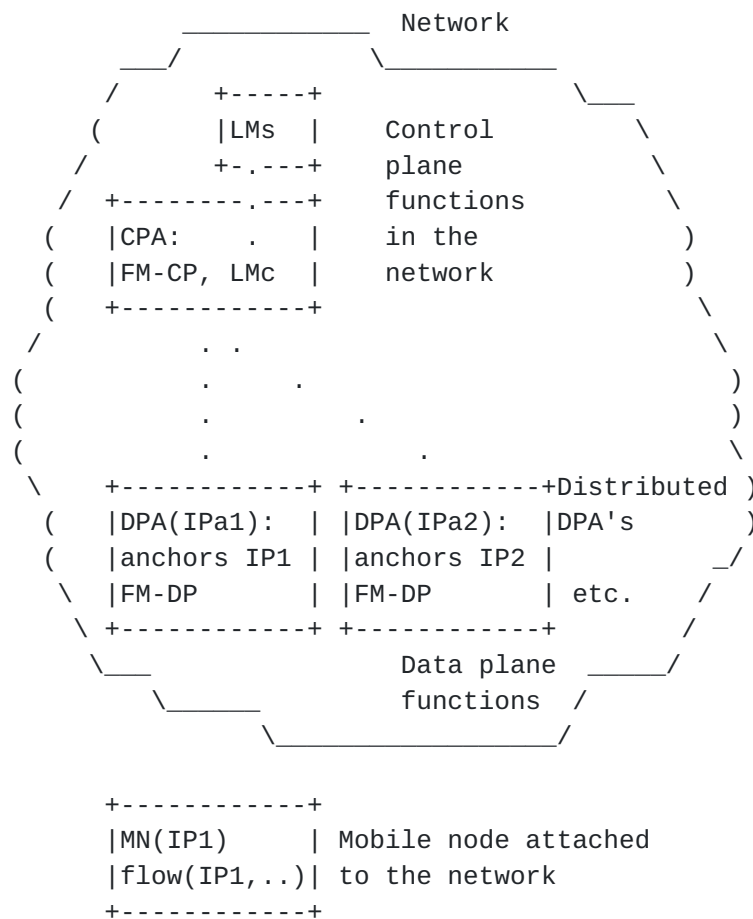 Network
LMs Control
plane
functions
CPA: in the
FM-CP, LMc network
Distributed
DPA(IPa1): DPA(IPa2): DPA's
anchors IP1 anchors IP2
FM-DP FM-DP etc.
Data plane
functions
MN(IP1) Mobile node attached
flow(IP1,..) to the network